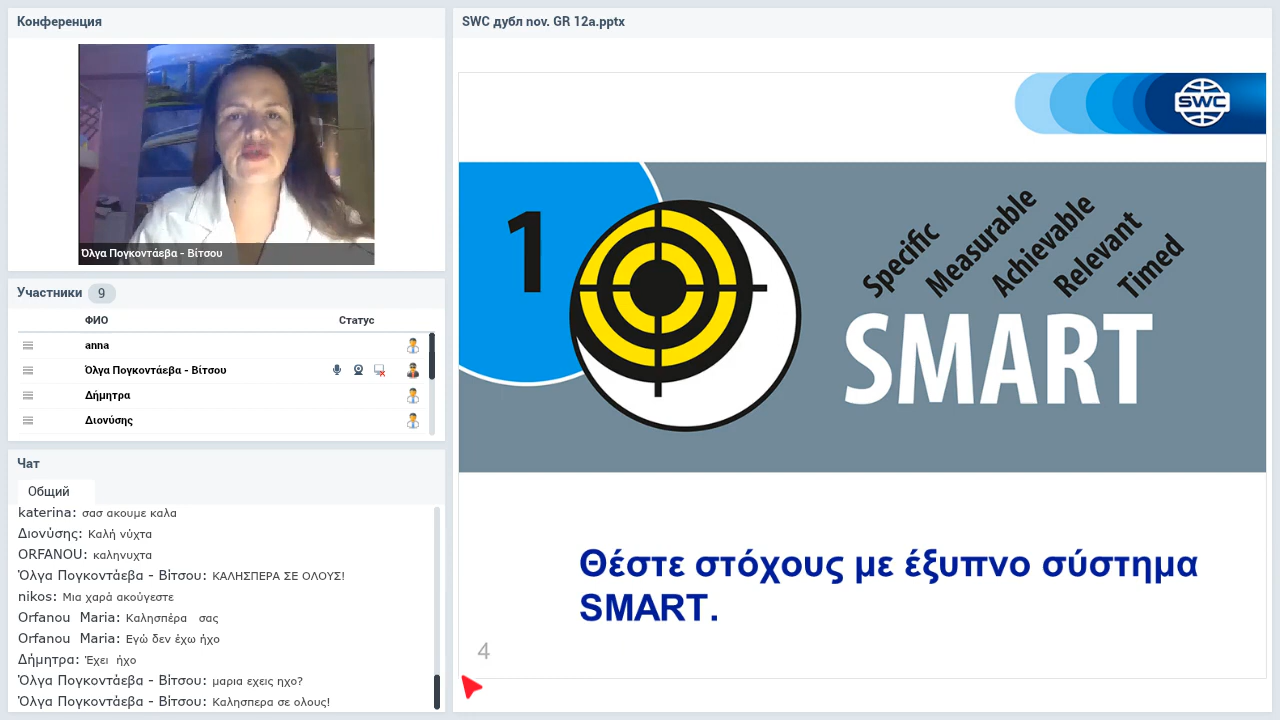 Конференция
Όλγα Πογκοντάεβα - Βίτσου
Участники 9
ФИО Статус
anna
Όλγα Πογκοντάεβα - Βίτσου
Δήμητρα
Διονύσης
Чат
Общий
katerina: σασ ακουμε καλα
Διονύσης: Καλή νύχτα
ORFANOU: καληνυχτα
Όλγα Πογκοντάεβα - Βίτσου: ΚΑΛΗΣΠΕΡΑ ΣΕ ΟΛΟΥΣ!
nikos: Μια χαρά ακούγεστε
Orfanou Maria: Καλησπέρα σας
Orfanou Maria: Εγώ δεν έχω ήχο
Δήμητρα: Έχει ήχο
Όλγα Πογκοντάεβα - Βίτσου: μαρια εχεις ηχο?
Όλγα Πογκοντάεβα - Βίτσου: Καλησπερα σε ολους!
SWC дубл nov. GR 12a.pptx
SWC
1
Specific
Measurable
Achievable
Relevant
Timed
SMART
Θέστε στόχους με έξυπνο σύστημα
SMART.
4